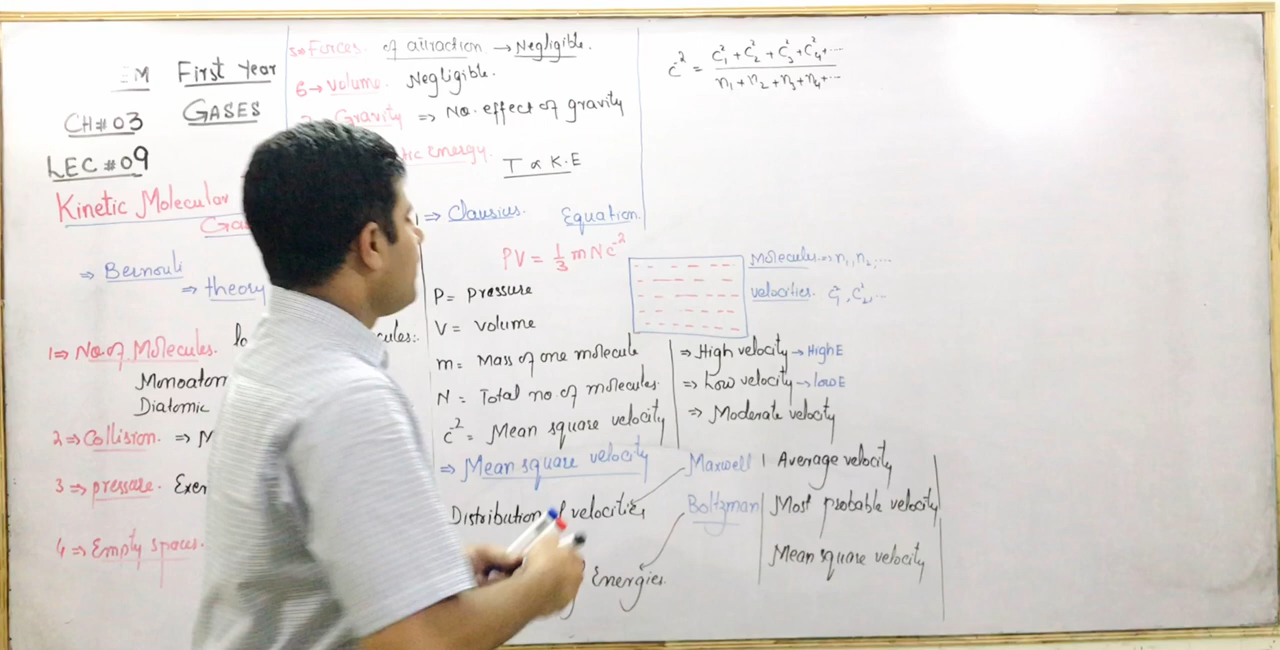 EM First Year
GASES
CH#03
LEC #09
Kinetic Molecular
⇒ Bernouli
⇒ theory
1⇒ No. of Molecules.
Monoatom
Diatomic
2⇒ Collision. ⇒ M
3⇒ pressure. Exer
4⇒ Empty spaces.
5⇒ Forces. of attraction → Negligible.
6→ Volume. Negligible.
Gravity ⇒ No. effect of gravity
tic Energy. T ∝ K.E
⇒ Clausius. Equation.
PV = 1/3 m N c̄²
P = pressure
V = volume
m = Mass of one molecule
N = Total no. of molecules.
c̄² = Mean square velocity
⇒ Mean square velocity
Distribution of velocities
Energies.
c̄² = (c₁² + c₂² + c₃² + c₄² + ...) / (n₁ + n₂ + n₃ + n₄ + ...)
Molecules → n₁, n₂, ...
velocities. c₁², c₂², ...
⇒ High velocity → High E
⇒ Low velocity → low E
⇒ Moderate velocity
Maxwell
Boltzman
Average velocity
Most probable velocity
Mean square velocity